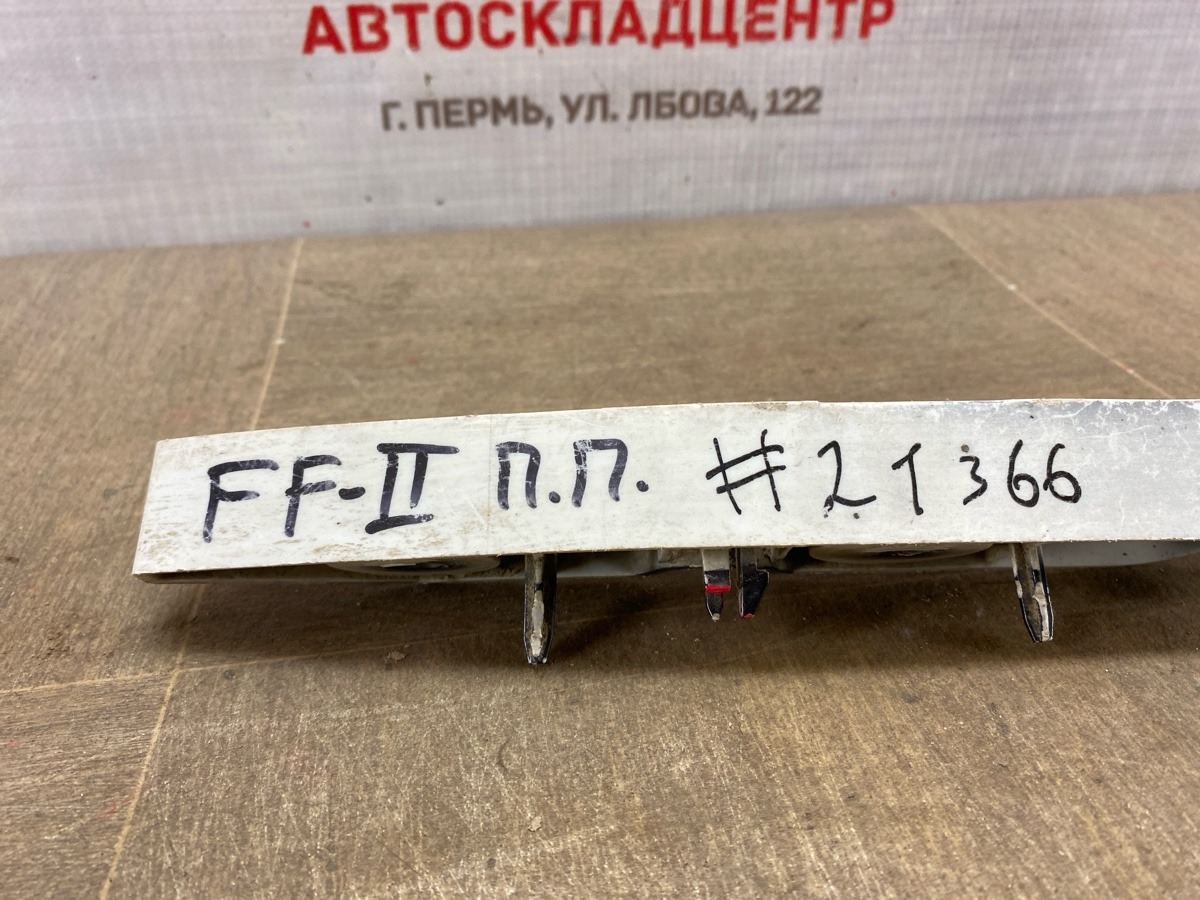 АВТОСКЛАДЦЕНТР
Г. ПЕРМЬ, УЛ. ЛБОВА, 122
FF-II П.П. #21366